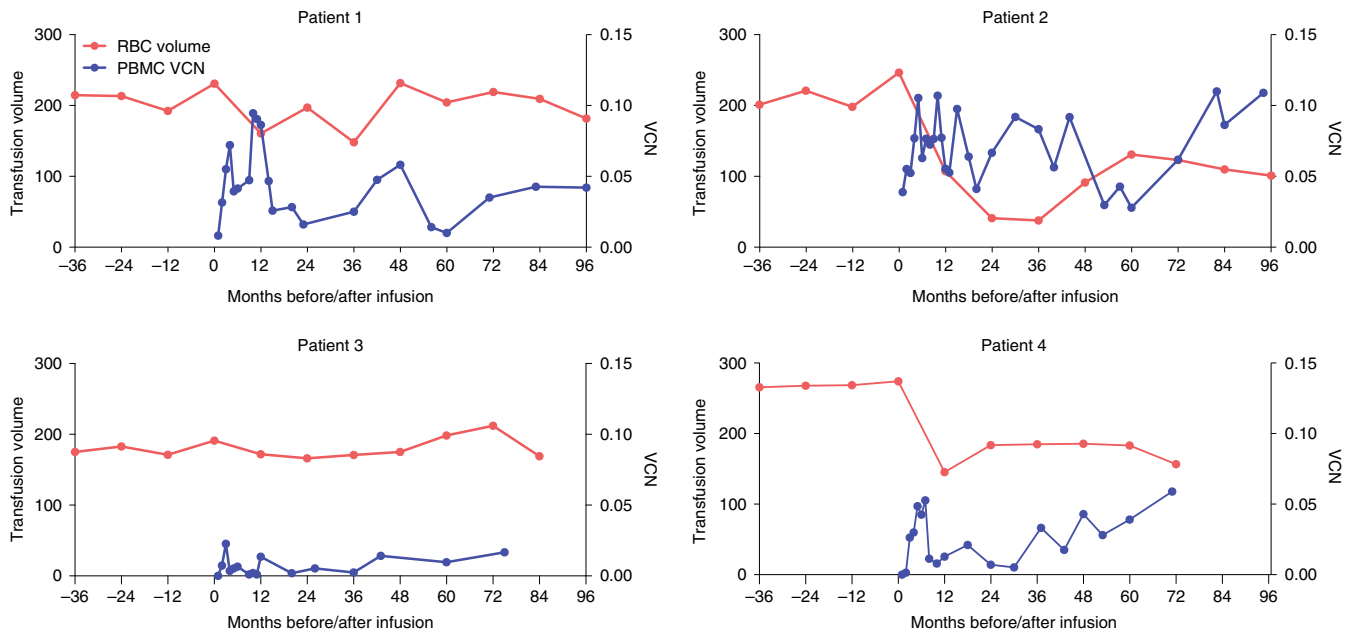 Patient 1
300
200
100
0
Transfusion volume
RBC volume
PBMC VCN
0.15
0.10
0.05
0.00
VCN
–36 –24 –12 0 12 24 36 48 60 72 84 96
Months before/after infusion
Patient 2
300
200
100
0
Transfusion volume
0.15
0.10
0.05
0.00
VCN
–36 –24 –12 0 12 24 36 48 60 72 84 96
Months before/after infusion
Patient 3
300
200
100
0
Transfusion volume
0.15
0.10
0.05
0.00
VCN
–36 –24 –12 0 12 24 36 48 60 72 84 96
Months before/after infusion
Patient 4
300
200
100
0
Transfusion volume
0.15
0.10
0.05
0.00
VCN
–36 –24 –12 0 12 24 36 48 60 72 84 96
Months before/after infusion